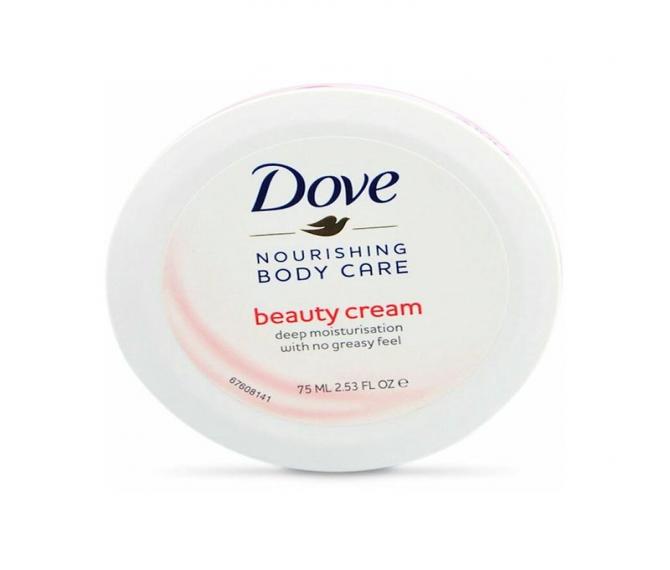 Dove
NOURISHING
BODY CARE
beauty cream
deep moisturisation
with no greasy feel
67608141
75 ML 2.53 FL OZ ℮